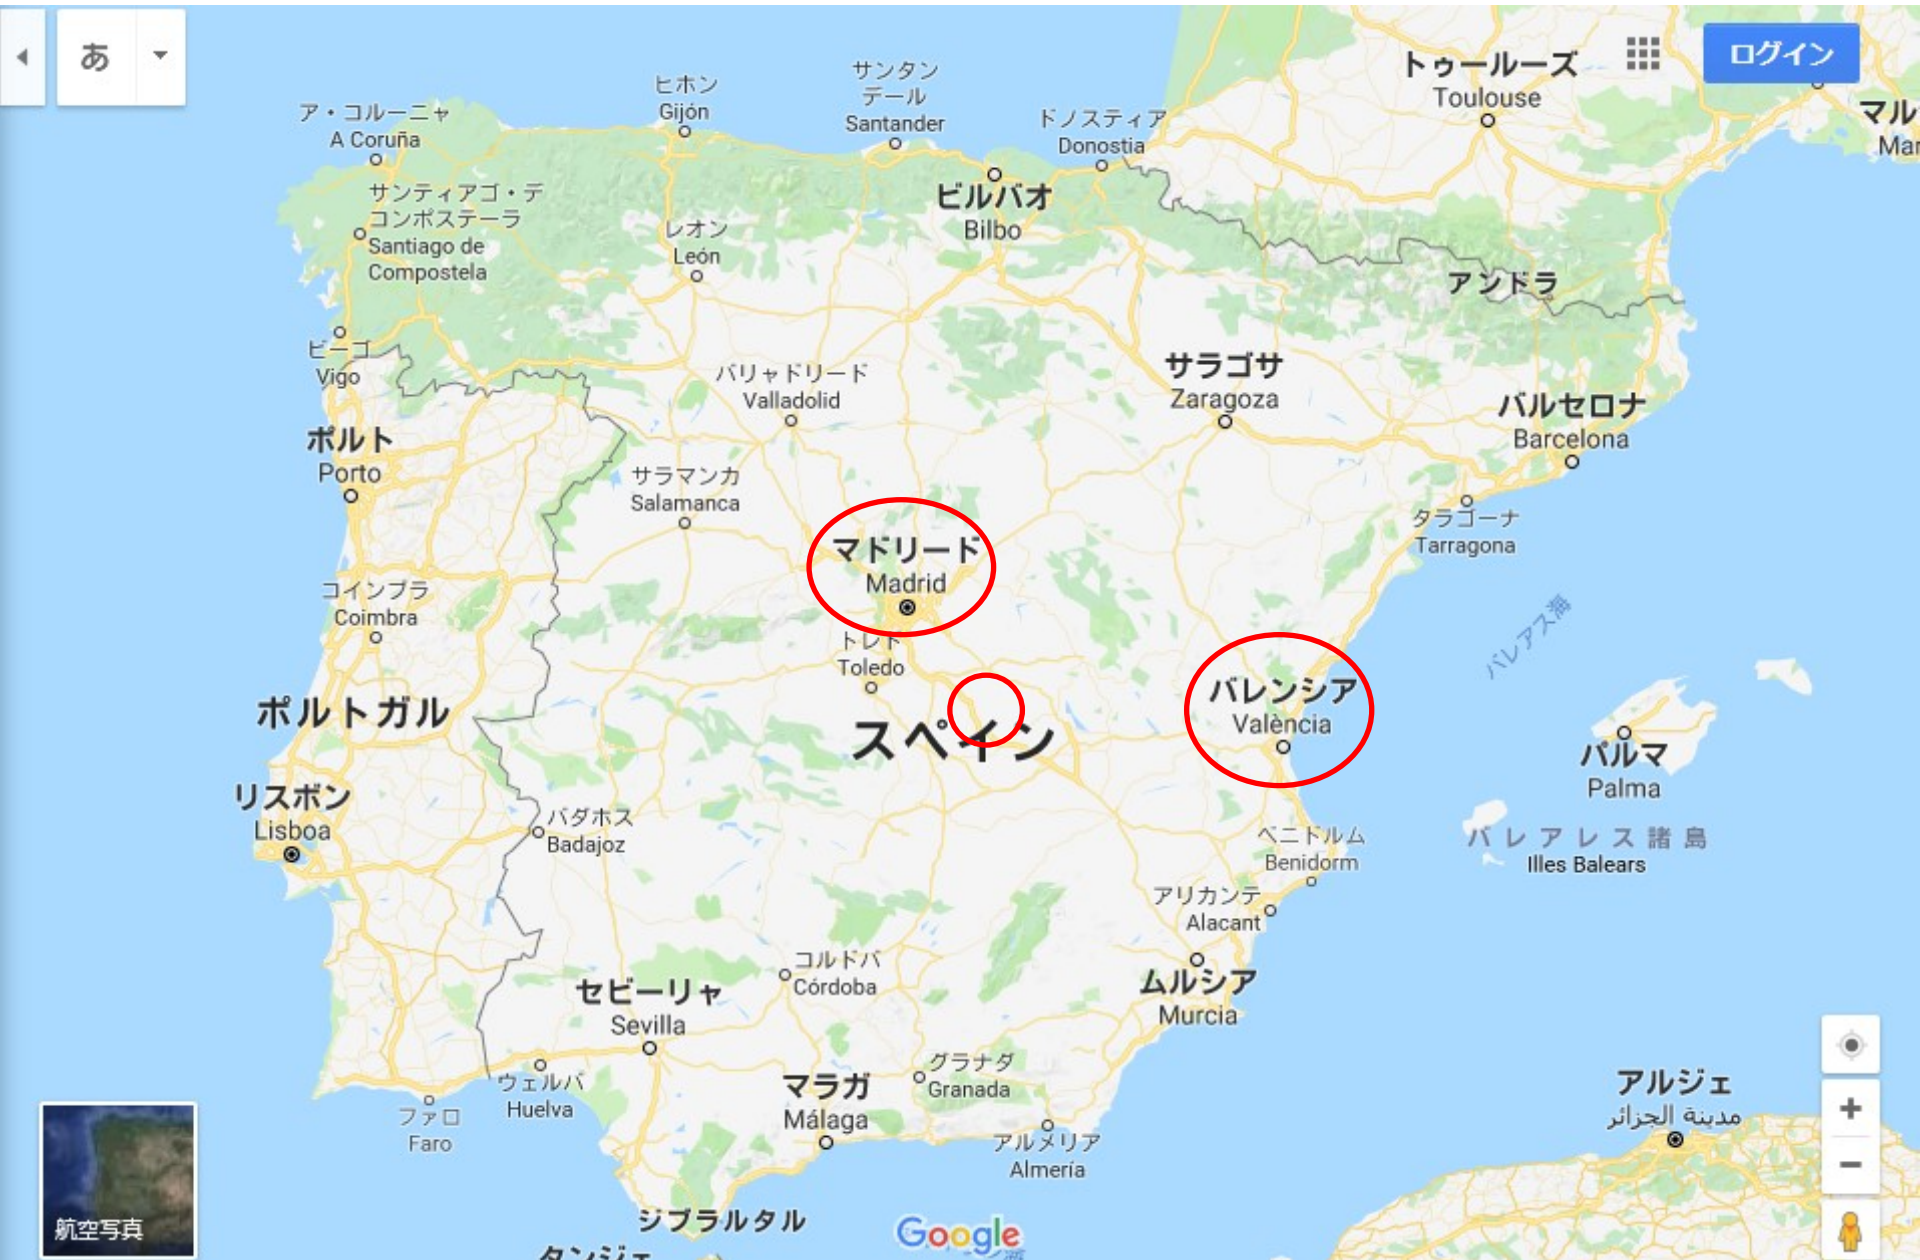 あ
ログイン
トゥールーズ
Toulouse
マル
Mar
サンタン
デール
Santander
ヒホン
Gijón
ア・コルーニャ
A Coruña
ドノスティア
Donostia
サンティアゴ・デ
コンポステーラ
Santiago de
Compostela
ビルバオ
Bilbo
レオン
León
アンドラ
ビーゴ
Vigo
バリャドリード
Valladolid
サラゴサ
Zaragoza
バルセロナ
Barcelona
ポルト
Porto
サラマンカ
Salamanca
タラゴーナ
Tarragona
マドリード
Madrid
コインブラ
Coimbra
バレアス海
トレド
Toledo
バレンシア
València
ポルトガル
スペイン
パルマ
Palma
リスボン
Lisboa
バダホス
Badajoz
ベニドルム
Benidorm
バレアレス諸島
Illes Balears
アリカンテ
Alacant
コルドバ
Córdoba
ムルシア
Murcia
セビーリャ
Sevilla
グラナダ
Granada
ウェルバ
Huelva
マラガ
Málaga
アルジェ
مدينة الجزائر
ファロ
Faro
アルメリア
Almería
航空写真
ジブラルタル
Google
タンジェ